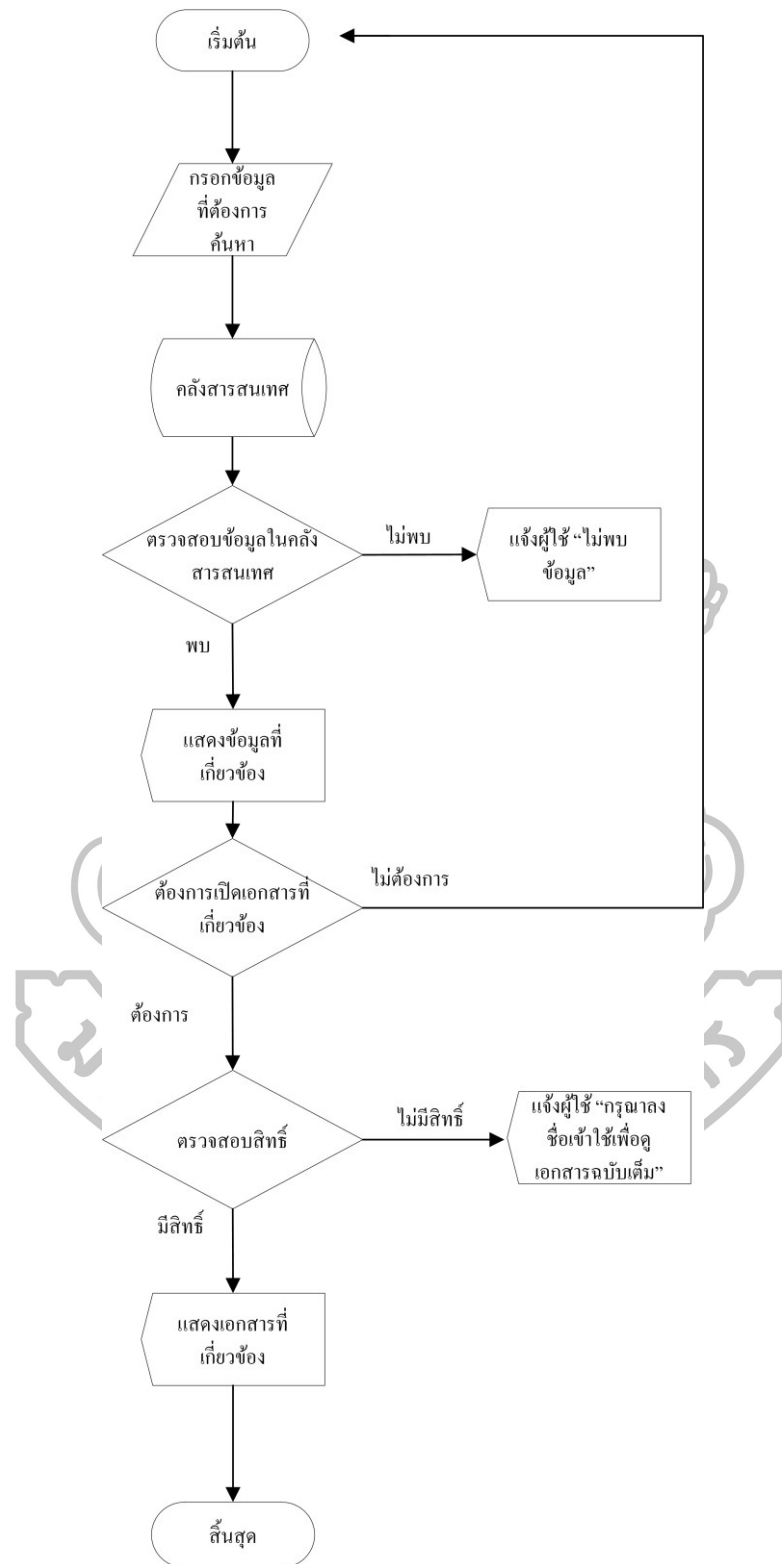 เริ่มต้น
กรอกข้อมูล
ที่ต้องการ
ค้นหา
คลังสารสนเทศ
ตรวจสอบข้อมูลในคลัง
สารสนเทศ
ไม่พบ
แจ้งผู้ใช้ “ไม่พบ
ข้อมูล”
พบ
แสดงข้อมูลที่
เกี่ยวข้อง
ต้องการเปิดเอกสารที่
เกี่ยวข้อง
ไม่ต้องการ
ต้องการ
ตรวจสอบสิทธิ์
ไม่มีสิทธิ์
แจ้งผู้ใช้ “กรุณาลง
ชื่อเข้าใช้เพื่อดู
เอกสารฉบับเต็ม”
มีสิทธิ์
แสดงเอกสารที่
เกี่ยวข้อง
สิ้นสุด